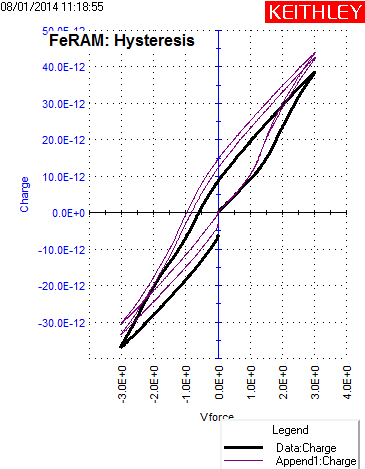 08/01/2014 11:18:55
KEITHLEY
FeRAM: Hysteresis
50.0E-12
40.0E-12
30.0E-12
20.0E-12
10.0E-12
0.0E+0
-10.0E-12
-20.0E-12
-30.0E-12
Charge
-3.0E+0
-2.0E+0
-1.0E+0
0.0E+0
1.0E+0
2.0E+0
3.0E+0
4.0E+0
Vforce
Legend
Data:Charge
Append1:Charge